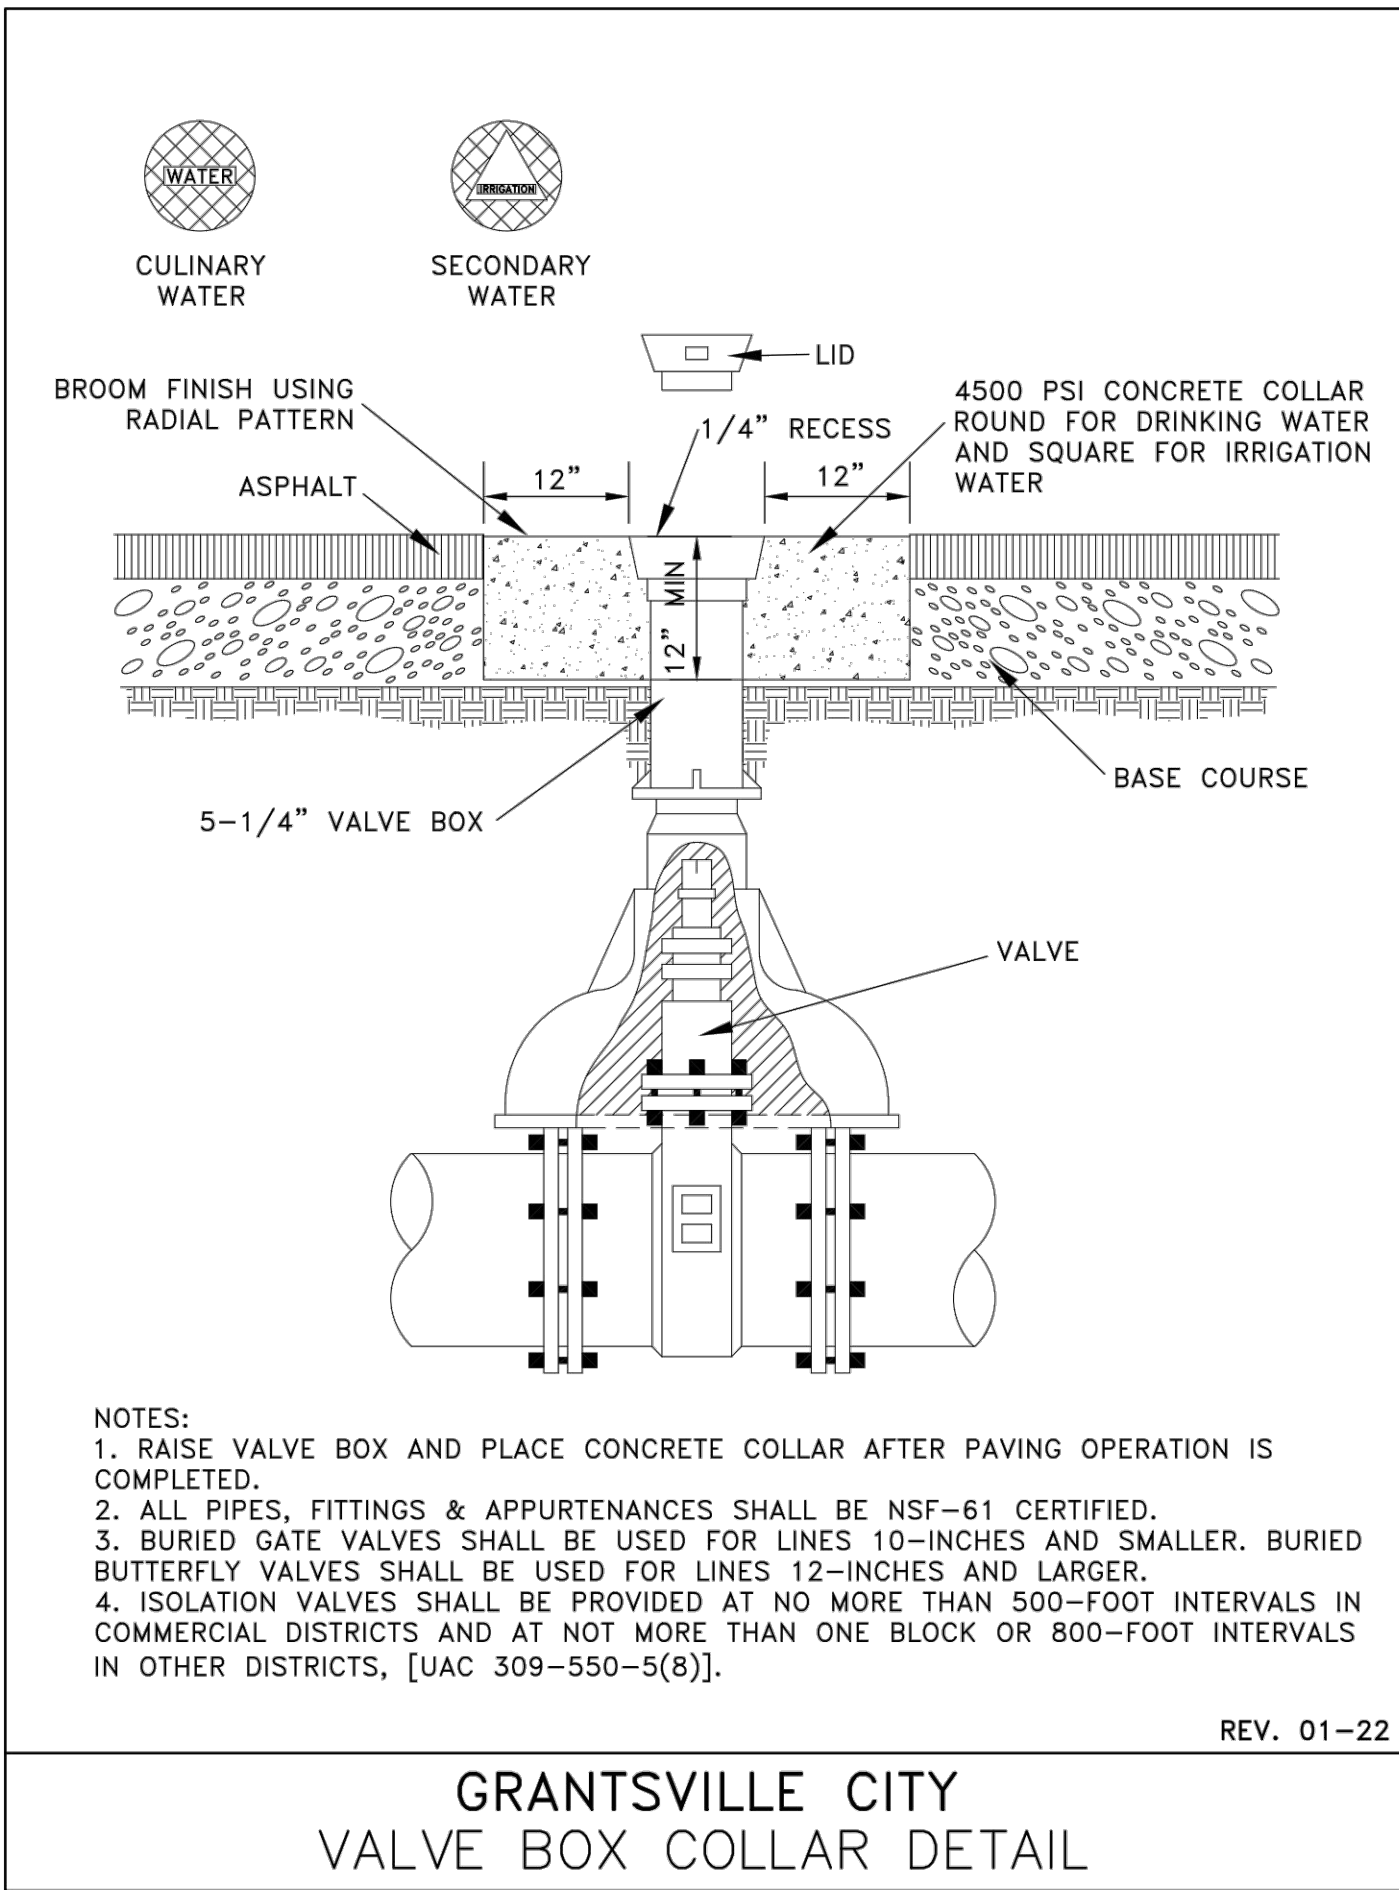 WATER
IRRIGATION
CULINARY
WATER
SECONDARY
WATER
LID
BROOM FINISH USING
RADIAL PATTERN
1/4" RECESS
4500 PSI CONCRETE COLLAR
ROUND FOR DRINKING WATER
AND SQUARE FOR IRRIGATION
WATER
ASPHALT
12"
12"
12" MIN
BASE COURSE
5-1/4" VALVE BOX
VALVE
NOTES:
1. RAISE VALVE BOX AND PLACE CONCRETE COLLAR AFTER PAVING OPERATION IS
COMPLETED.
2. ALL PIPES, FITTINGS & APPURTENANCES SHALL BE NSF-61 CERTIFIED.
3. BURIED GATE VALVES SHALL BE USED FOR LINES 10-INCHES AND SMALLER. BURIED
BUTTERFLY VALVES SHALL BE USED FOR LINES 12-INCHES AND LARGER.
4. ISOLATION VALVES SHALL BE PROVIDED AT NO MORE THAN 500-FOOT INTERVALS IN
COMMERCIAL DISTRICTS AND AT NOT MORE THAN ONE BLOCK OR 800-FOOT INTERVALS
IN OTHER DISTRICTS, [UAC 309-550-5(8)].
REV. 01-22
GRANTSVILLE CITY
VALVE BOX COLLAR DETAIL